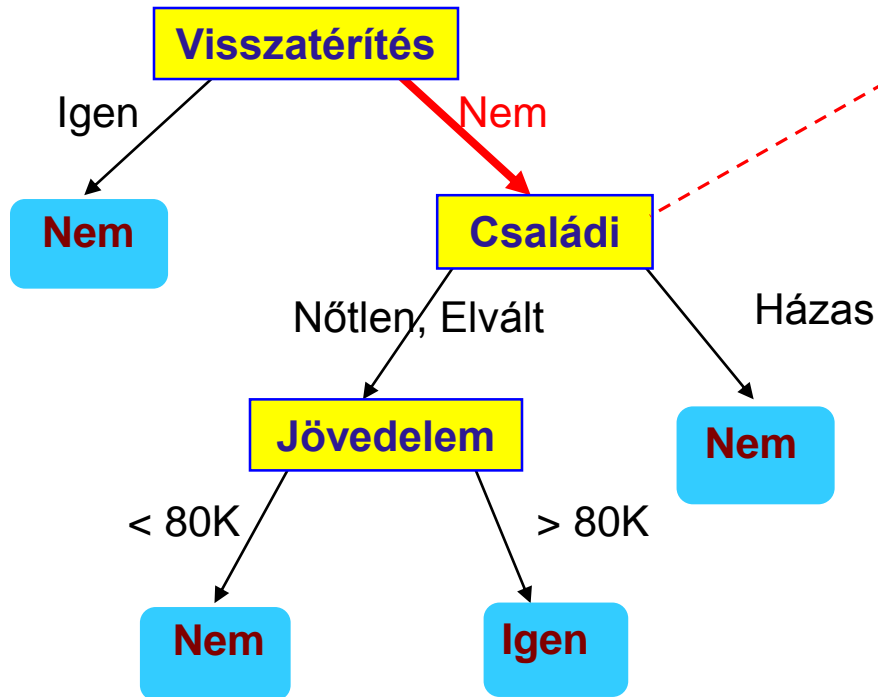 Visszatérítés
Igen
Nem
Nem
Családi
Nőtlen, Elvált
Házas
Jövedelem
Nem
< 80K
> 80K
Nem
Igen